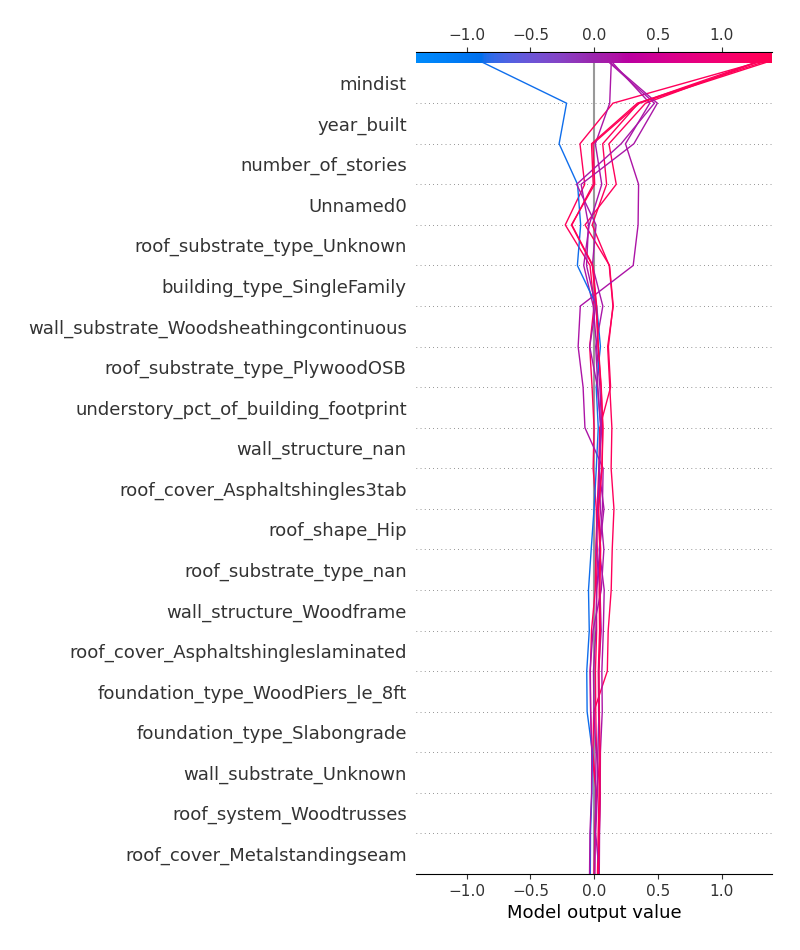 −1.0 −0.5 0.0 0.5 1.0
mindist
year_built
number_of_stories
Unnamed0
roof_substrate_type_Unknown
building_type_SingleFamily
wall_substrate_Woodsheathingcontinuous
roof_substrate_type_PlywoodOSB
understory_pct_of_building_footprint
wall_structure_nan
roof_cover_Asphaltshingles3tab
roof_shape_Hip
roof_substrate_type_nan
wall_structure_Woodframe
roof_cover_Asphaltshingleslaminated
foundation_type_WoodPiers_le_8ft
foundation_type_Slabongrade
wall_substrate_Unknown
roof_system_Woodtrusses
roof_cover_Metalstandingseam
−1.0 −0.5 0.0 0.5 1.0
Model output value